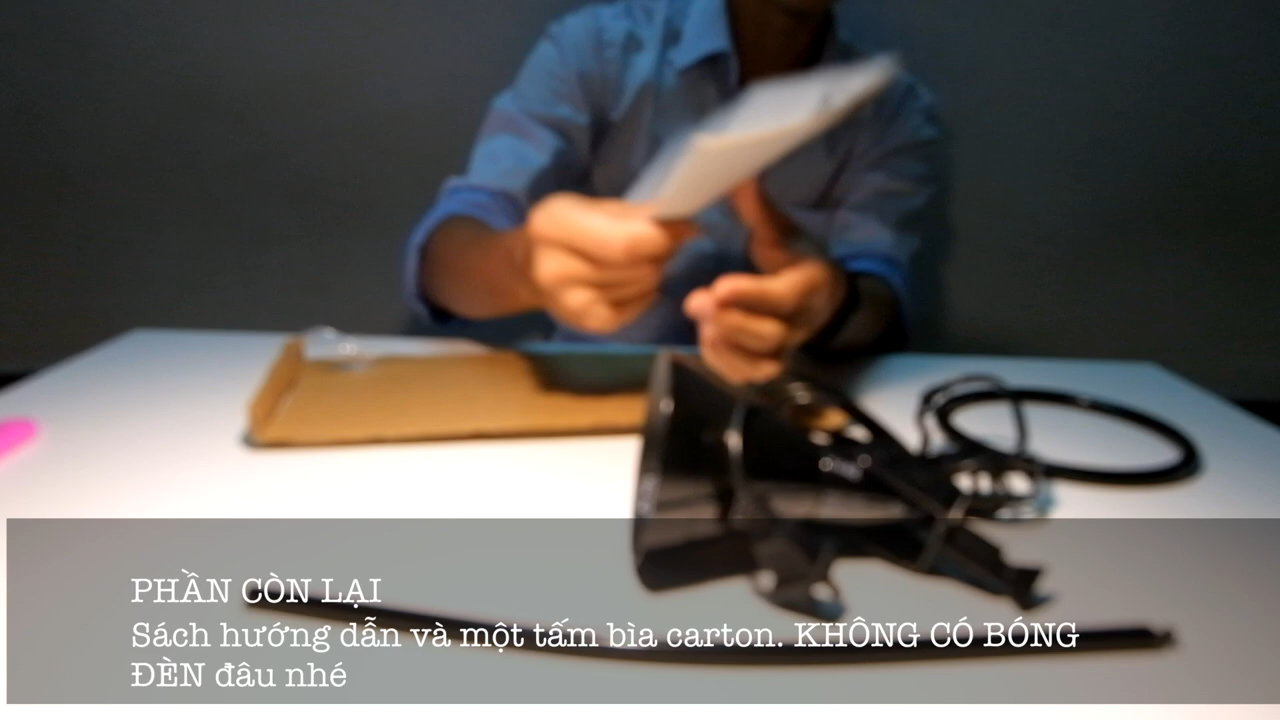 PHẦN CÒN LẠI
Sách hướng dẫn và một tấm bìa carton. KHÔNG CÓ BÓNG
ĐÈN đâu nhé